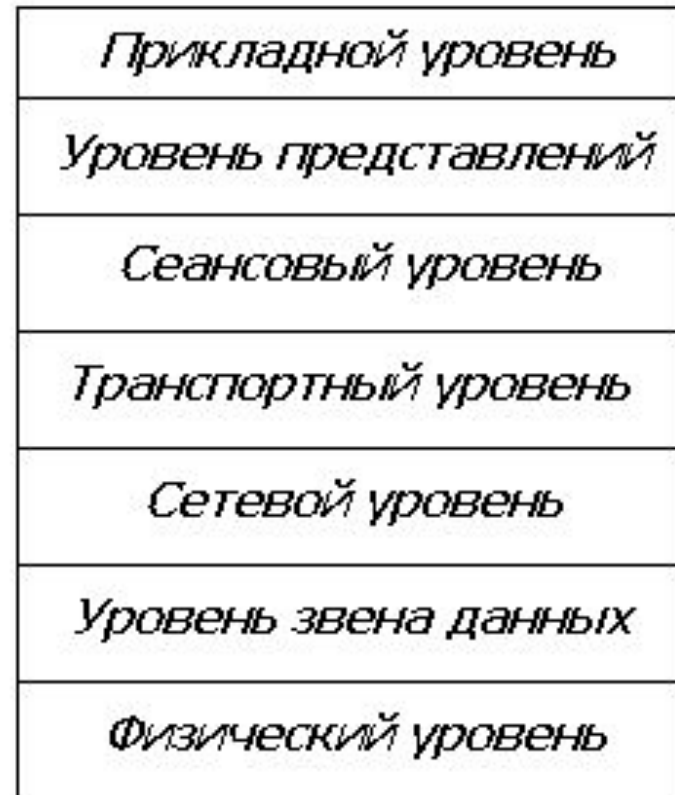 Прикладной уровень
Уровень представлений
Сеансовый уровень
Транспортный уровень
Сетевой уровень
Уровень звена данных
Физический уровень